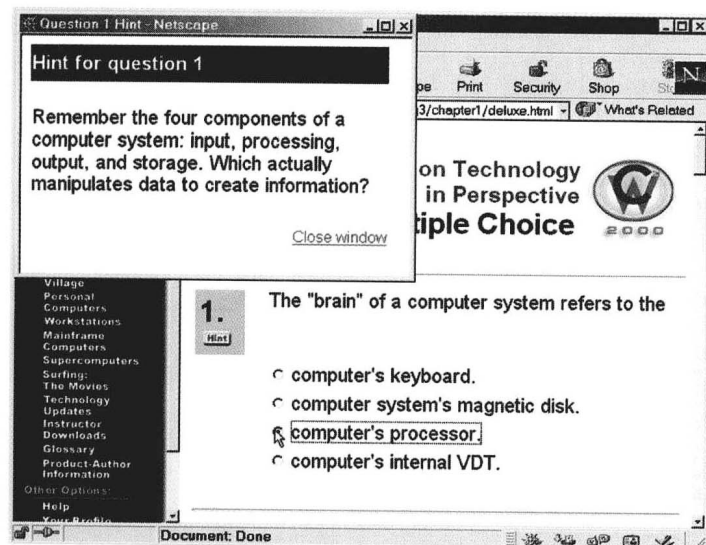 Question 1 Hint - Netscape
Hint for question 1
Remember the four components of a
computer system: input, processing,
output, and storage. Which actually
manipulates data to create information?
Close window
Print Security Shop
3/chapter1/deluxe.html What's Related
N
on Technology
in Perspective
tiple Choice
CW
2000
Village
Personal
Computers
Workstations
Mainframe
Computers
Supercomputers
Surfing:
The Movies
Technology
Updates
Instructor
Downloads
Glossary
Product-Author
Information
Other Options:
Help
Your Profile
1.
Hint
The "brain" of a computer system refers to the
computer's keyboard.
computer system's magnetic disk.
computer's processor.
computer's internal VDT.
Document: Done